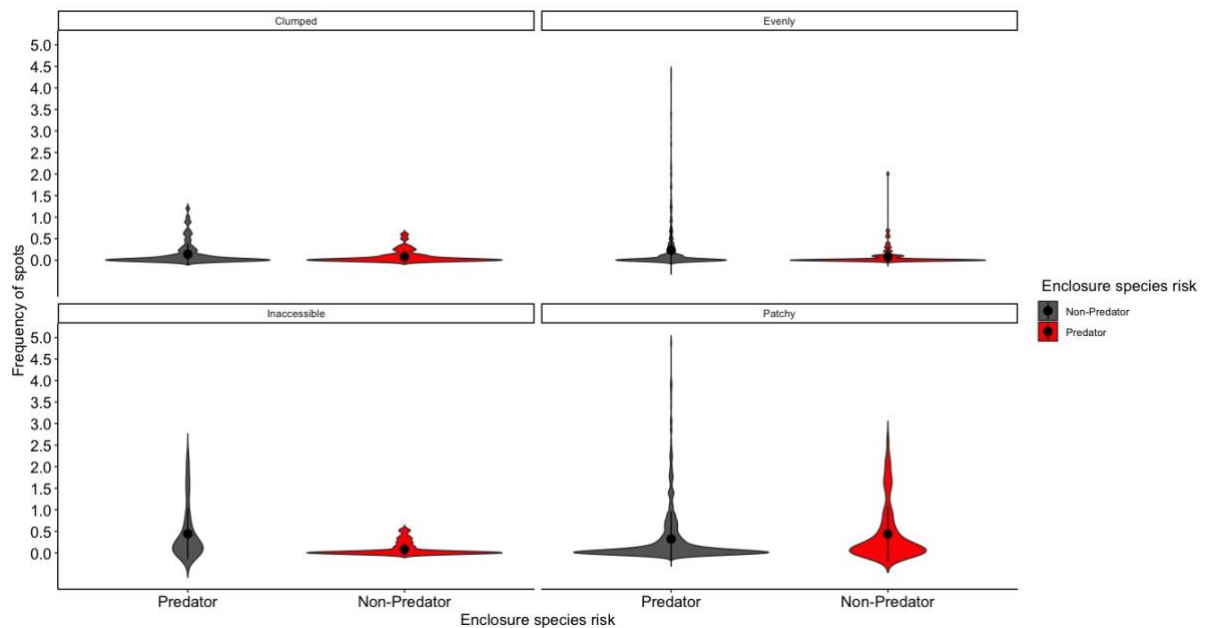 Clumped
Evenly
5.0
4.5
4.0
3.5
3.0
2.5
2.0
1.5
1.0
0.5
0.0
Frequency of spots
Inaccessible
Patchy
5.0
4.5
4.0
3.5
3.0
2.5
2.0
1.5
1.0
0.5
0.0
Predator Non-Predator Predator Non-Predator
Enclosure species risk
Enclosure species risk
Non-Predator
Predator